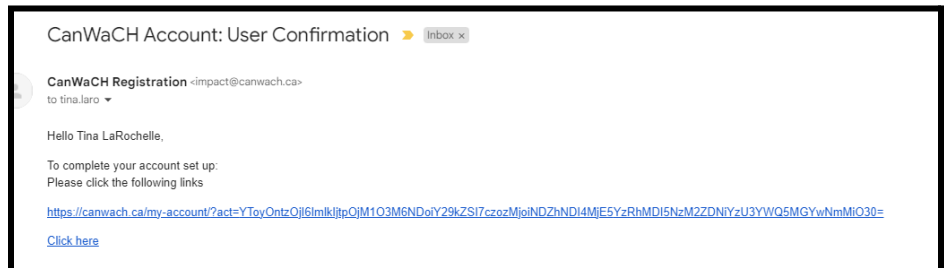 CanWaCH Account: User Confirmation Inbox ×
CanWaCH Registration <impact@canwach.ca>
to tina.laro
Hello Tina LaRochelle,
To complete your account set up:
Please click the following links
https://canwach.ca/my-account/?act=YToyOntzOjI6ImlkIjtpOjM1O3M6NDoiY29kZSI7czozMjoiNDZhNDI4MjE5YzRhMDI5NzM2ZDNiYzU3YWQ5MGYwNmMiO30=
Click here